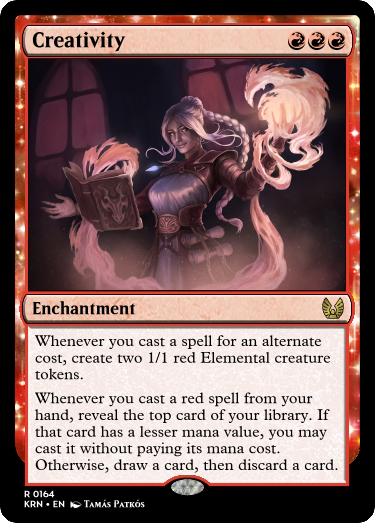 Creativity
Enchantment
Whenever you cast a spell for an alternate
cost, create two 1/1 red Elemental creature
tokens.
Whenever you cast a red spell from your
hand, reveal the top card of your library. If
that card has a lesser mana value, you may
cast it without paying its mana cost.
Otherwise, draw a card, then discard a card.
R 0164
KRN • EN Tamás Patkós